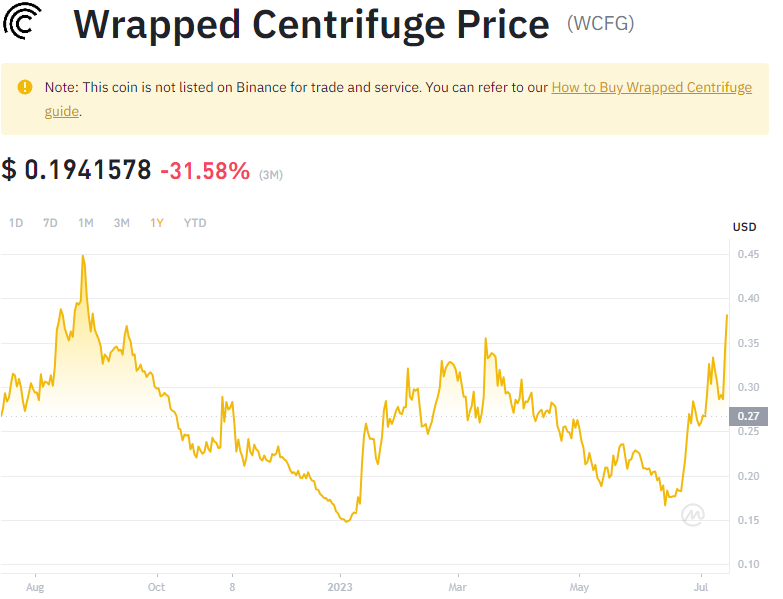 Wrapped Centrifuge Price (WCFG)
Note: This coin is not listed on Binance for trade and service. You can refer to our How to Buy Wrapped Centrifuge
guide.
$ 0.1941578 -31.58% (3M)
1D 7D 1M 3M 1Y YTD
USD
0.45
0.40
0.35
0.30
0.27
0.25
0.20
0.15
0.10
Aug Oct 8 2023 Mar May Jul